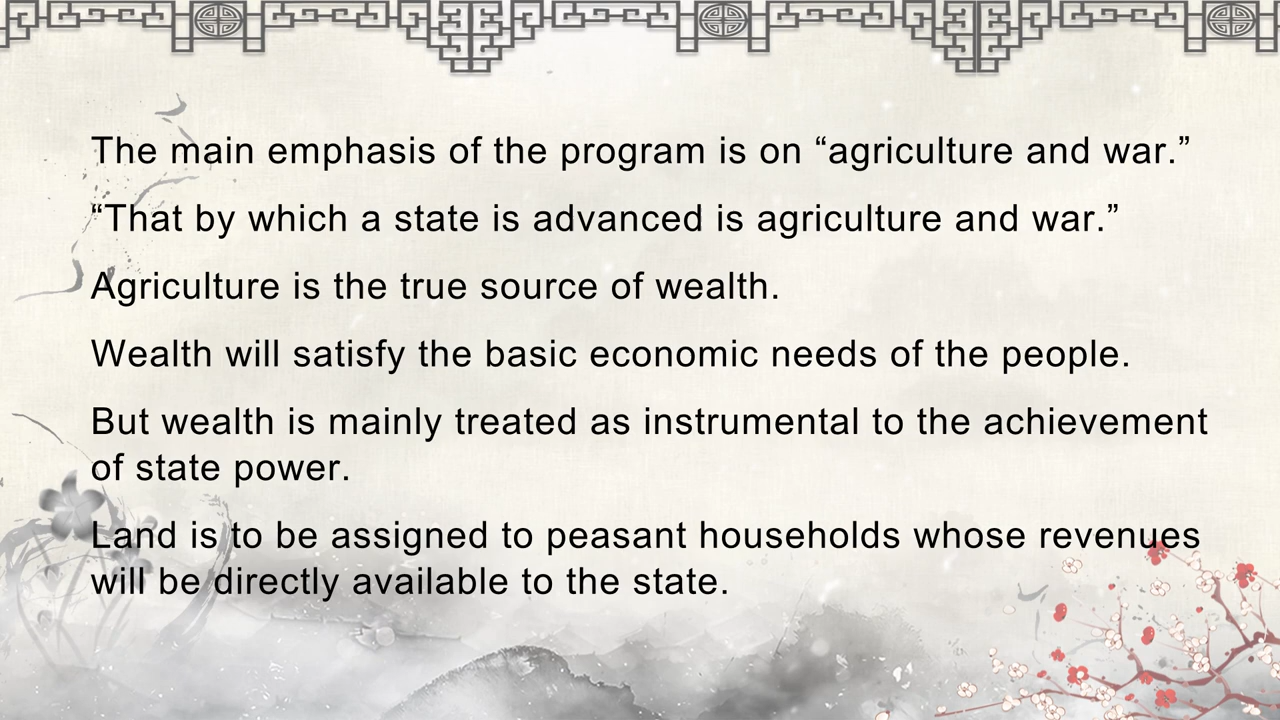 The main emphasis of the program is on “agriculture and war.”
“That by which a state is advanced is agriculture and war.”
Agriculture is the true source of wealth.
Wealth will satisfy the basic economic needs of the people.
But wealth is mainly treated as instrumental to the achievement
of state power.
Land is to be assigned to peasant households whose revenues
will be directly available to the state.